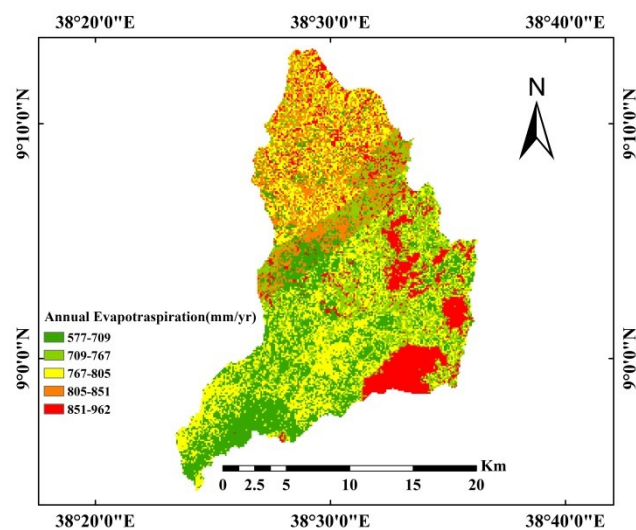 38°20'0"E 38°30'0"E 38°40'0"E
N
9°10'0"N 9°10'0"N
Annual Evapotraspiration(mm/yr)
577-709
709-767
767-805
805-851
851-962
9°0'0"N 9°0'0"N
Km
0 2.5 5 10 15 20
38°20'0"E 38°30'0"E 38°40'0"E